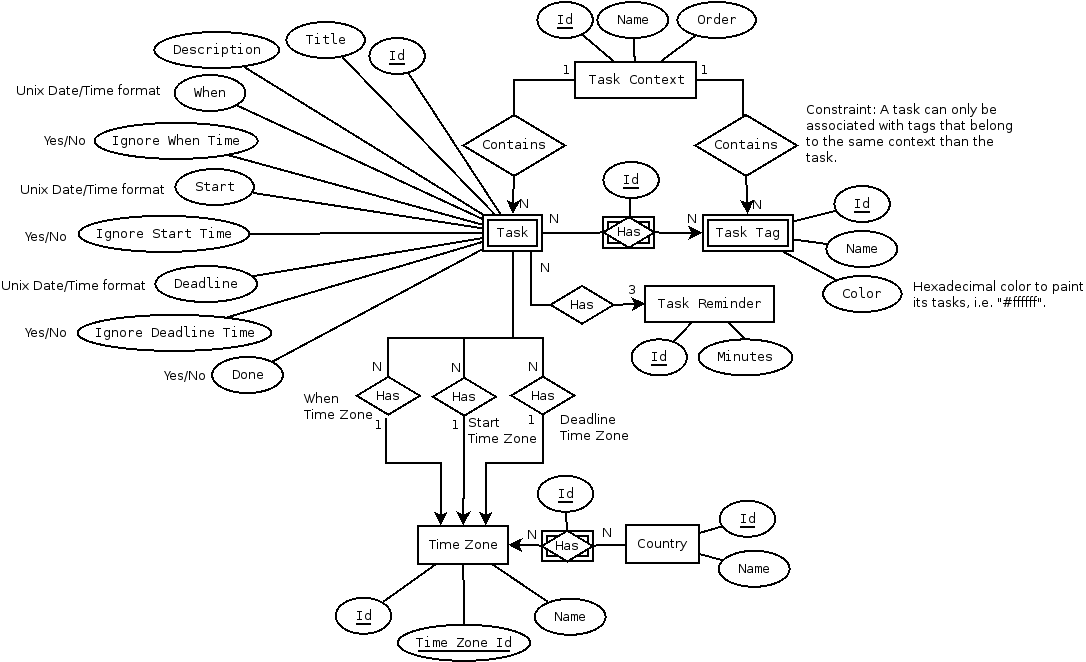 Id
Name
Order
Title
Description
Id
1
Task Context
1
Unix Date/Time format
When
Constraint: A task can only be
associated with tags that belong
to the same context than the
task.
Yes/No
Ignore When Time
Contains
Contains
Id
Unix Date/Time format
Start
N
N
Id
N
N
Yes/No
Ignore Start Time
Task
Has
Task Tag
Name
N
Unix Date/Time format
Deadline
3
Color
Hexadecimal color to paint
its tasks, i.e. "#ffffff".
Has
Task Reminder
Yes/No
Ignore Deadline Time
Id
Minutes
Yes/No
Done
N
N
N
When
Time Zone
Has
Has
Has
1
1
Start
Time Zone
1
Deadline
Time Zone
Id
Id
N
N
Time Zone
Has
Country
Name
Id
Name
Time Zone Id